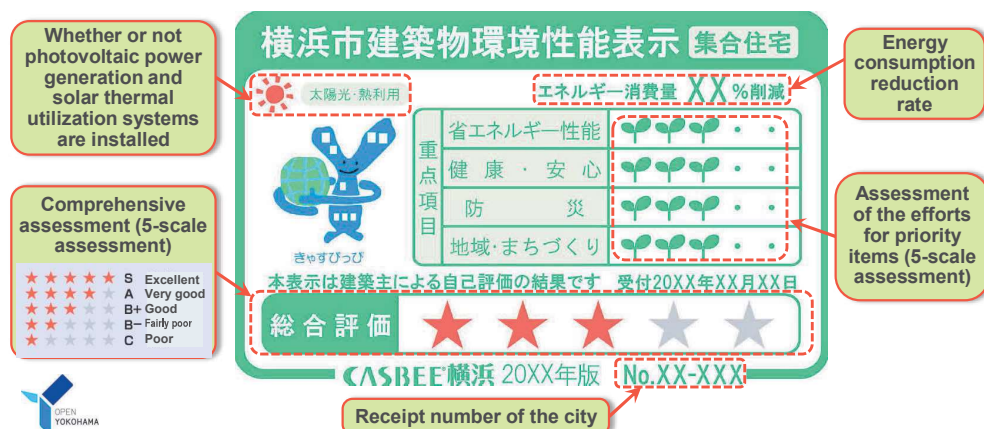 Whether or not
photovoltaic power
generation and
solar thermal
utilization systems
are installed
横浜市建築物環境性能表示 集合住宅
Energy
consumption
reduction
rate
太陽光・熱利用
エネルギー消費量 XX %削減
重点項目
省エネルギー性能
健康・安心
防災
地域・まちづくり
きゃすびっぴ
Comprehensive
assessment (5-scale
assessment)
★★★★★ S Excellent
★★★★★ A Very good
★★★★★ B+ Good
★★★★★ B− Fairly poor
★★★★★ C Poor
Assessment
of the efforts
for priority
items (5-scale
assessment)
本表示は建築主による自己評価の結果です 受付20XX年XX月XX日
総合評価 ★★★★★
CASBEE®横浜 20XX年版 No.XX-XXX
Receipt number of the city
OPEN
YOKOHAMA